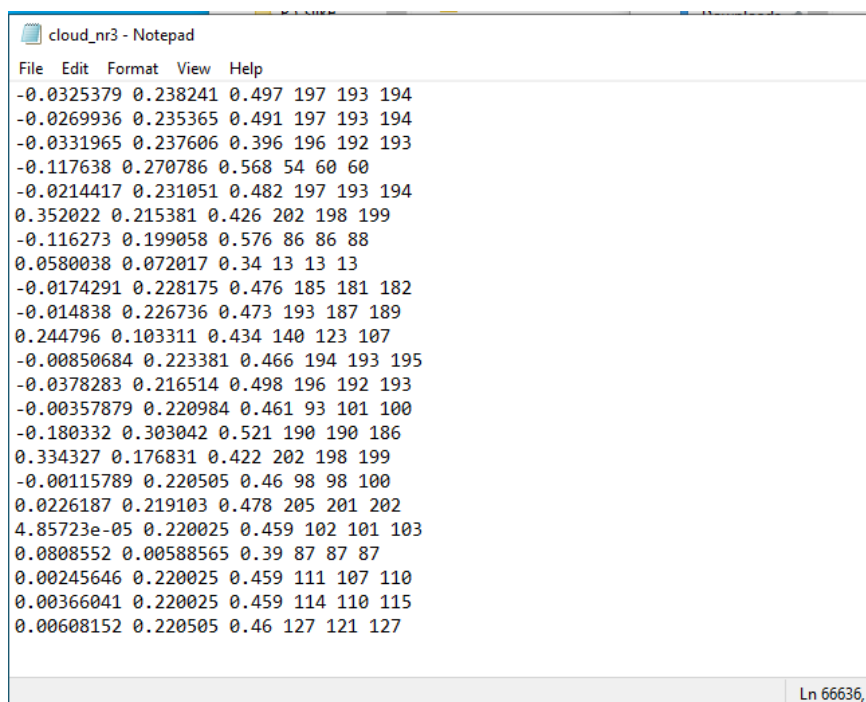 cloud_nr3 - Notepad
File Edit Format View Help
-0.0325379 0.238241 0.497 197 193 194
-0.0269936 0.235365 0.491 197 193 194
-0.0331965 0.237606 0.396 196 192 193
-0.117638 0.270786 0.568 54 60 60
-0.0214417 0.231051 0.482 197 193 194
0.352022 0.215381 0.426 202 198 199
-0.116273 0.199058 0.576 86 86 88
0.0580038 0.072017 0.34 13 13 13
-0.0174291 0.228175 0.476 185 181 182
-0.014838 0.226736 0.473 193 187 189
0.244796 0.103311 0.434 140 123 107
-0.00850684 0.223381 0.466 194 193 195
-0.0378283 0.216514 0.498 196 192 193
-0.00357879 0.220984 0.461 93 101 100
-0.180332 0.303042 0.521 190 190 186
0.334327 0.176831 0.422 202 198 199
-0.00115789 0.220505 0.46 98 98 100
0.0226187 0.219103 0.478 205 201 202
4.85723e-05 0.220025 0.459 102 101 103
0.0808552 0.00588565 0.39 87 87 87
0.00245646 0.220025 0.459 111 107 110
0.00366041 0.220025 0.459 114 110 115
0.00608152 0.220505 0.46 127 121 127
Ln 66636,